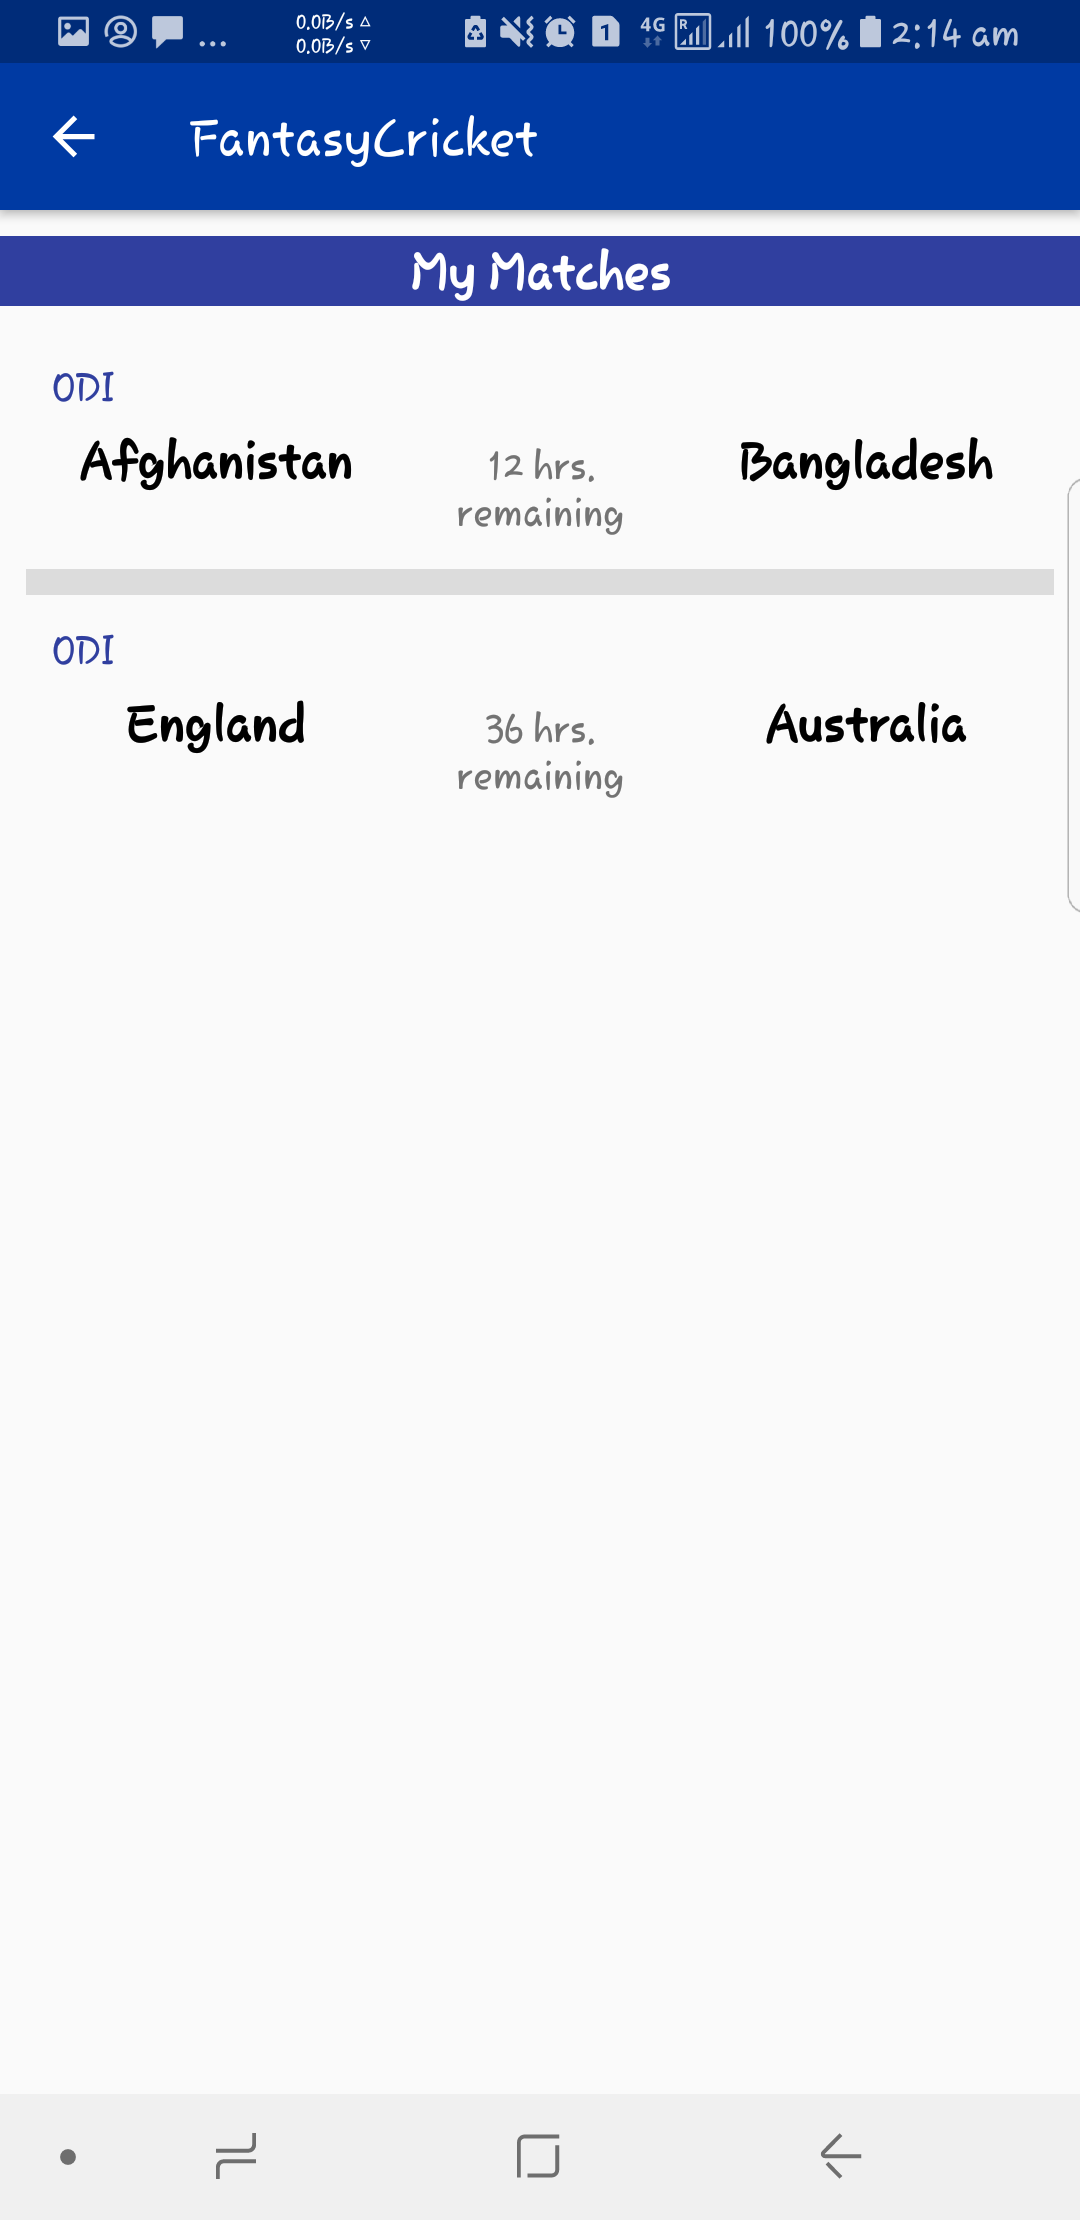 0.0B/s △
0.0B/s ▽
1 4G R 100% 2:14 am
FantasyCricket
My Matches
ODI
Afghanistan 12 hrs. Bangladesh
remaining
ODI
England 36 hrs. Australia
remaining